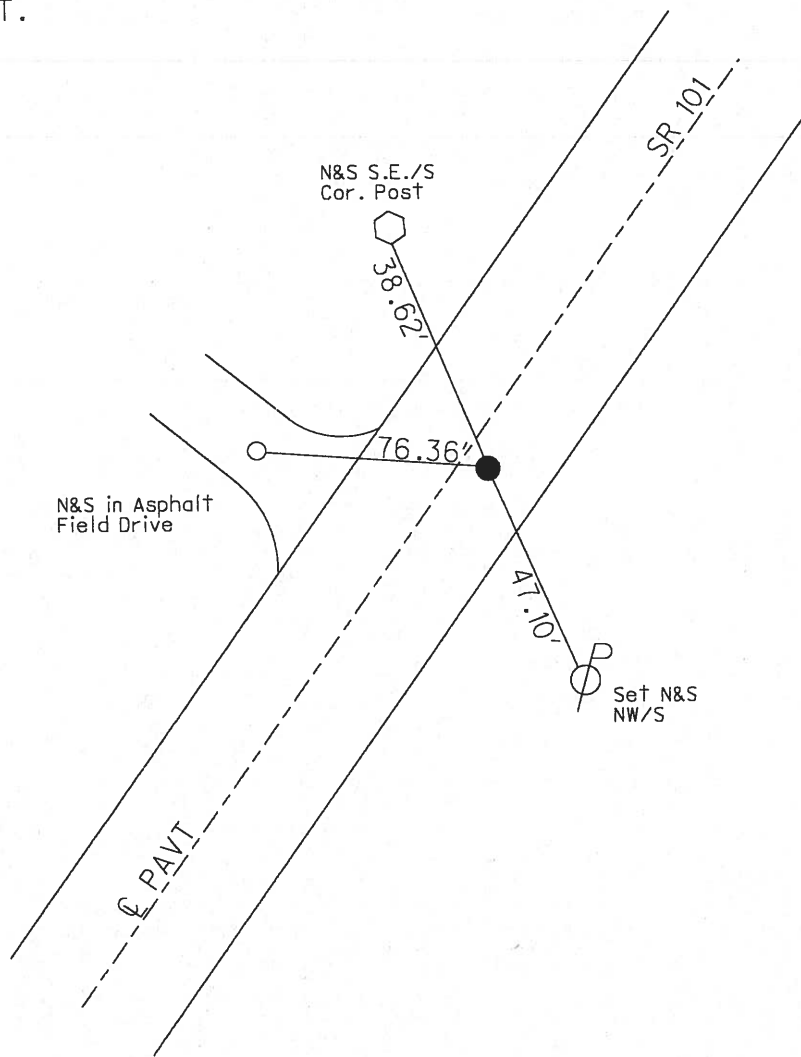 T.
SR 101
N&S S.E./S
Cor. Post
38.62'
76.36"
N&S in Asphalt
Field Drive
47.10'
P
Set N&S
NW/S
℄ PAVT